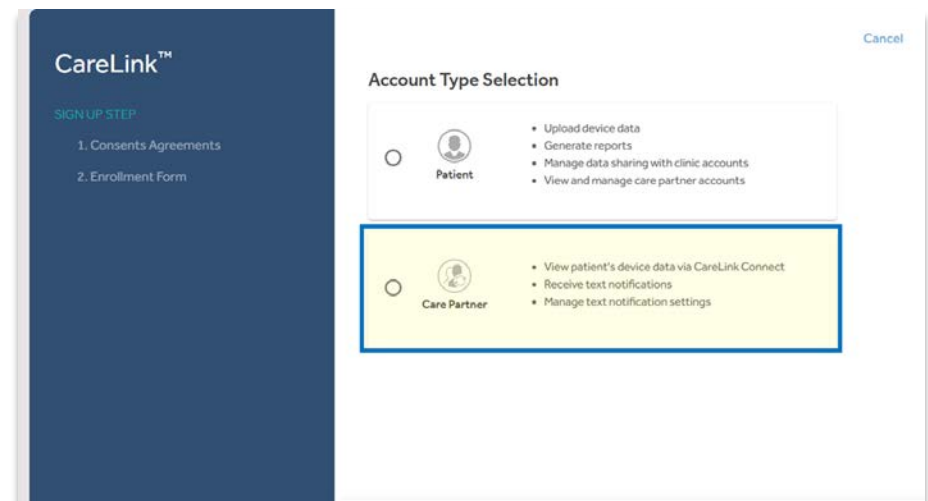 Cancel
CareLink™
SIGN UP STEP
1. Consents Agreements
2. Enrollment Form
Account Type Selection
Patient
• Upload device data
• Generate reports
• Manage data sharing with clinic accounts
• View and manage care partner accounts
Care Partner
• View patient's device data via CareLink Connect
• Receive text notifications
• Manage text notification settings